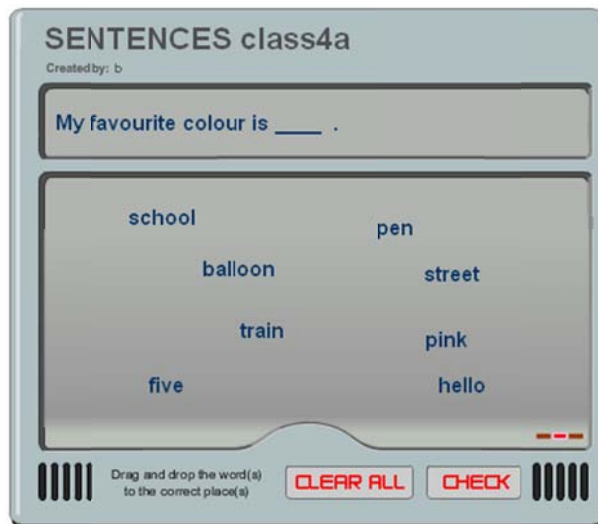 SENTENCES class4a
Created by: b
My favourite colour is ____ .
school
pen
balloon
street
train
pink
five
hello
Drag and drop the word(s)
to the correct place(s)
CLEAR ALL
CHECK